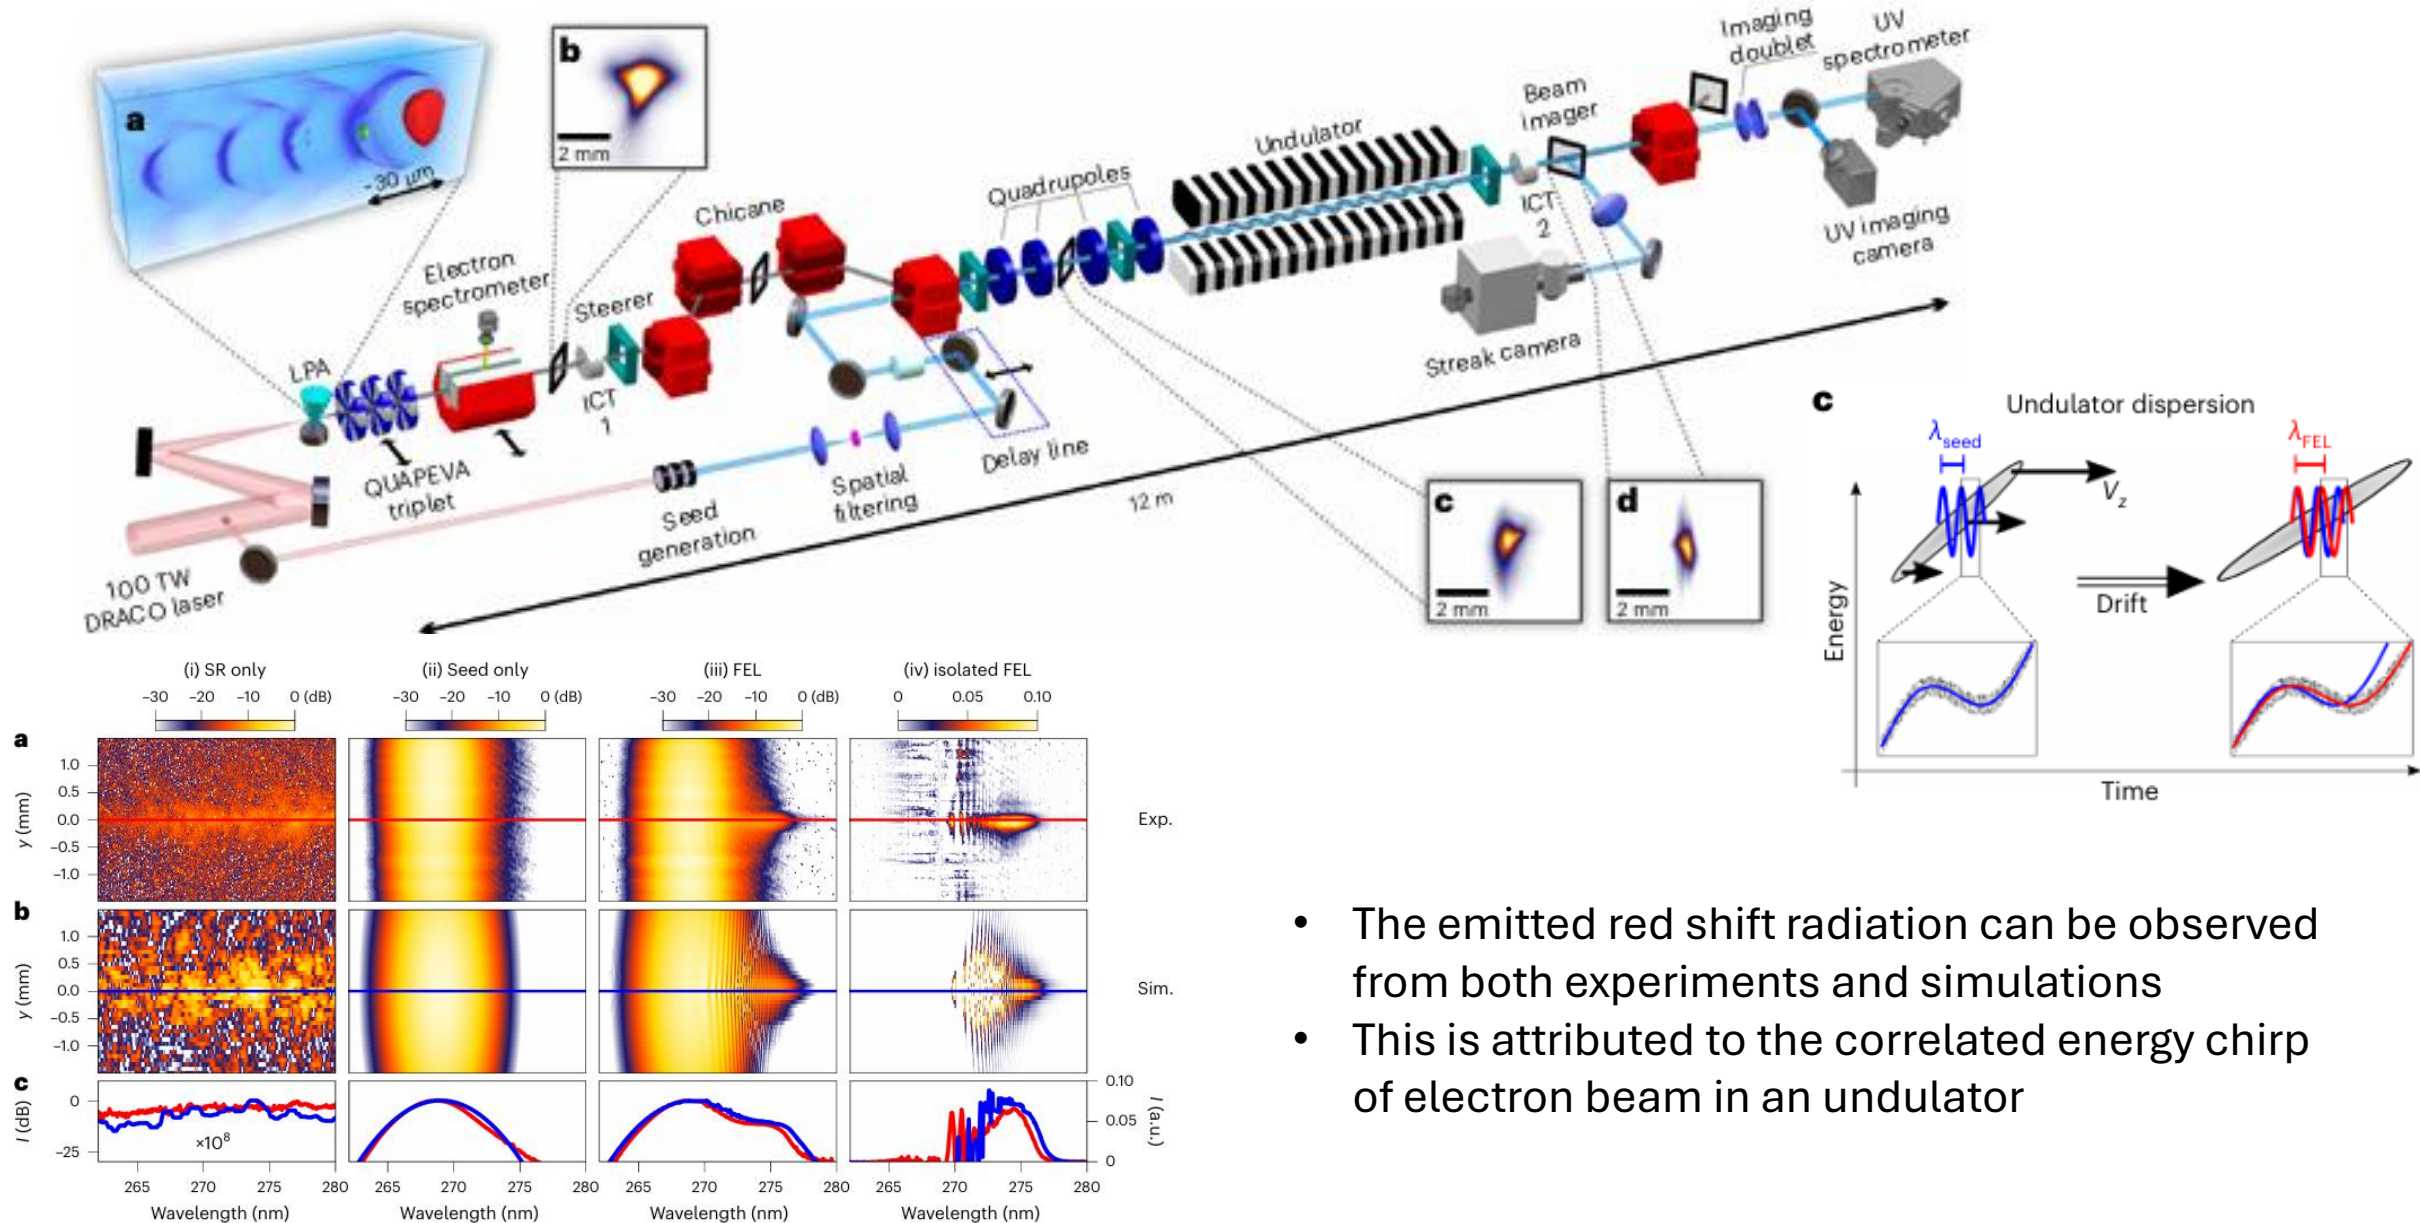 a
~30 μm
b
2 mm
LPA
Electron
spectrometer
Steerer
ICT
1
QUAPEVA
triplet
100 TW
DRACO laser
Chicane
Seed
generation
Spatial
filtering
Delay line
Quadrupoles
Undulator
Beam
imager
ICT
2
Streak camera
Imaging
doublet
UV
spectrometer
UV imaging
camera
12 m
c
2 mm
d
2 mm
c
Undulator dispersion
λseed
λFEL
Vz
Drift
Energy
Time
(i) SR only
(ii) Seed only
(iii) FEL
(iv) isolated FEL
−30 −20 −10 0 (dB)
−30 −20 −10 0 (dB)
−30 −20 −10 0 (dB)
0 0.05 0.10
a
1.0
0.5
0.0
−0.5
−1.0
y (mm)
Exp.
b
1.0
0.5
0.0
−0.5
−1.0
y (mm)
Sim.
c
0
−25
I (dB)
×10⁸
0.10
0.05
0
I (a.u.)
265 270 275 280
265 270 275 280
265 270 275 280
265 270 275 280
Wavelength (nm)
Wavelength (nm)
Wavelength (nm)
Wavelength (nm)
• The emitted red shift radiation can be observed
from both experiments and simulations
• This is attributed to the correlated energy chirp
of electron beam in an undulator